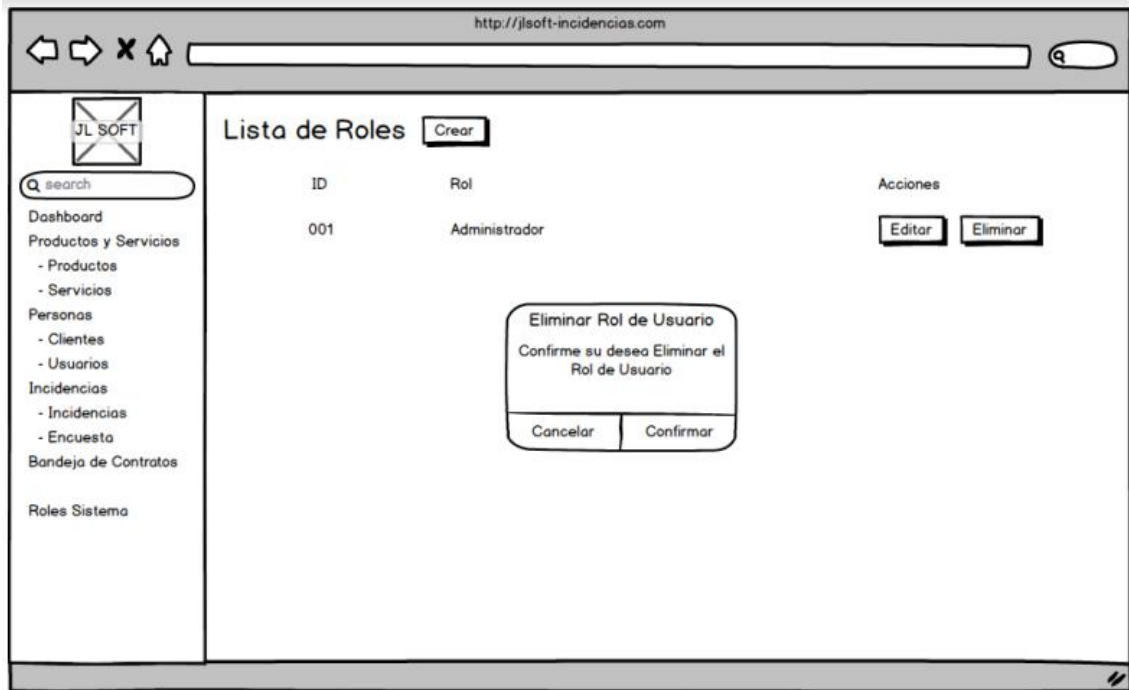 http://jlsoft-incidencias.com
JL SOFT
search
Dashboard
Productos y Servicios
- Productos
- Servicios
Personas
- Clientes
- Usuarios
Incidencias
- Incidencias
- Encuesta
Bandeja de Contratos
Roles Sistema
Lista de Roles Crear
ID Rol Acciones
001 Administrador Editar Eliminar
Eliminar Rol de Usuario
Confirme su desea Eliminar el
Rol de Usuario
Cancelar Confirmar